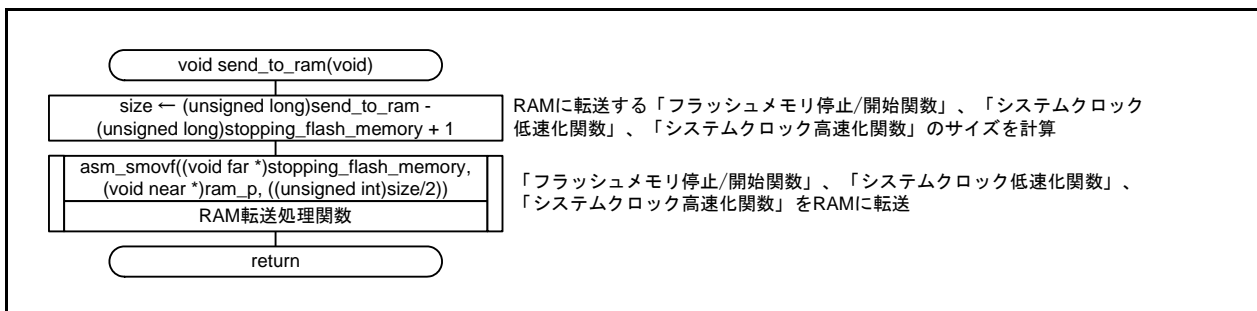 void send_to_ram(void)
size ← (unsigned long)send_to_ram -
(unsigned long)stopping_flash_memory + 1
RAMに転送する「フラッシュメモリ停止/開始関数」、「システムクロック
低速化関数」、「システムクロック高速化関数」のサイズを計算
asm_smovf((void far *)stopping_flash_memory,
(void near *)ram_p, ((unsigned int)size/2))
RAM転送処理関数
「フラッシュメモリ停止/開始関数」、「システムクロック低速化関数」、
「システムクロック高速化関数」をRAMに転送
return